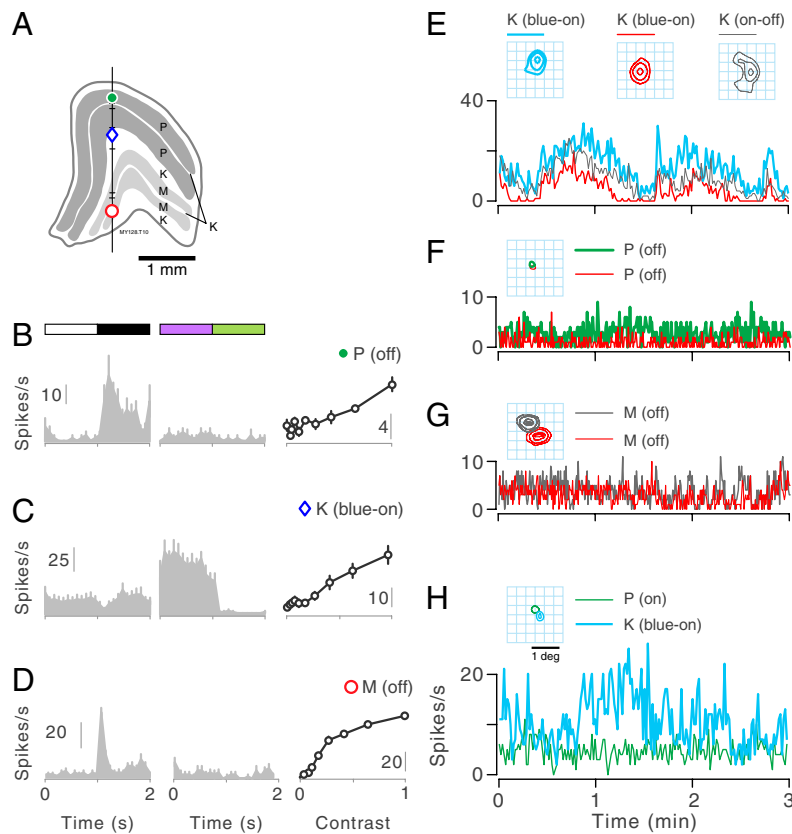 A
P
P
K
M
M
K
K
MY128.T10
1 mm
B
Spikes/s
10
P (off)
4
C
Spikes/s
25
K (blue-on)
10
D
Spikes/s
20
M (off)
20
0 2
0 2
0 1
Time (s)
Time (s)
Contrast
E
K (blue-on)
K (blue-on)
K (on-off)
40
0
F
P (off)
P (off)
10
0
G
M (off)
M (off)
10
0
H
P (on)
K (blue-on)
1 deg
20
0
Spikes/s
0 1 2 3
Time (min)